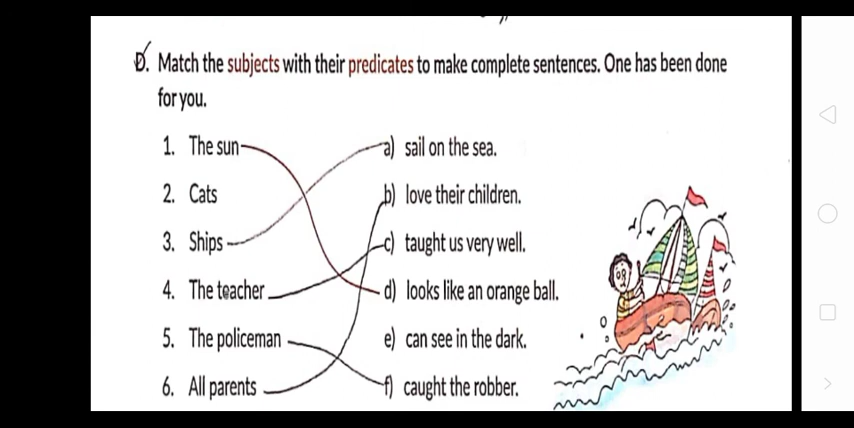 D. Match the subjects with their predicates to make complete sentences. One has been done
for you.
1. The sun
a) sail on the sea.
2. Cats
b) love their children.
3. Ships
c) taught us very well.
4. The teacher
d) looks like an orange ball.
5. The policeman
e) can see in the dark.
6. All parents
f) caught the robber.